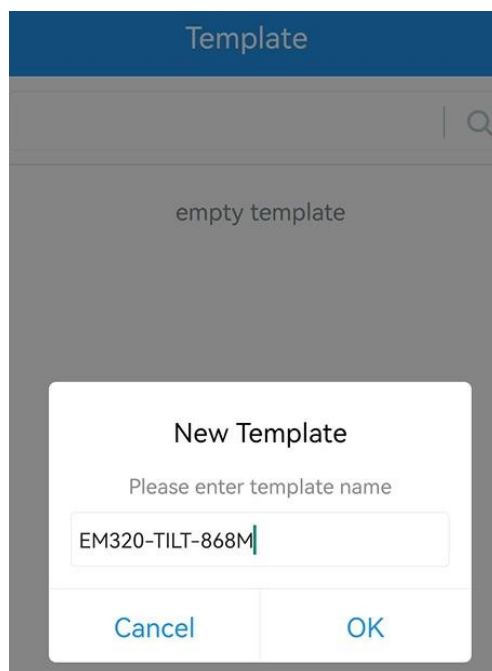 Template
empty template
New Template
Please enter template name
EM320-TILT-868M
Cancel
OK